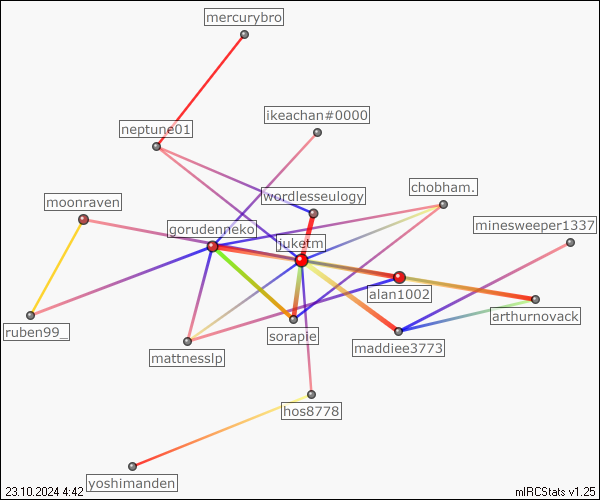 mercurybro
ikeachan#0000
neptune01
chobham.
wordlesseulogy
moonraven
minesweeper1337
gorudenneko
juketm
alan1002
arthurnovack
ruben99_
sorapie
maddiee3773
mattnesslp
hos8778
yoshimanden
23.10.2024 4:42
mIRCStats v1.25